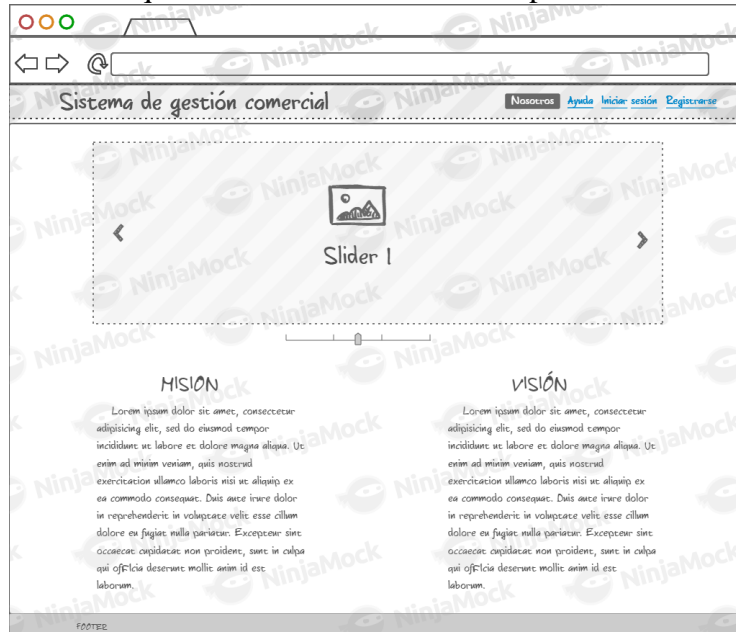 Sistema de gestión comercial
Nosotros Ayuda Iniciar sesión Registrarse
Slider 1
MISION
Lorem ipsum dolor sit amet, consectetur
adipisicing elit, sed do eiusmod tempor
incididunt ut labore et dolore magna aliqua. Ut
enim ad minim veniam, quis nostrud
exercitation ullamco laboris nisi ut aliquip ex
ea commodo consequat. Duis aute irure dolor
in reprehenderit in voluptate velit esse cillum
dolore eu fugiat nulla pariatur. Excepteur sint
occaecat cupidatat non proident, sunt in culpa
qui officia deserunt mollit anim id est
laborum.
VISIÓN
Lorem ipsum dolor sit amet, consectetur
adipisicing elit, sed do eiusmod tempor
incididunt ut labore et dolore magna aliqua. Ut
enim ad minim veniam, quis nostrud
exercitation ullamco laboris nisi ut aliquip ex
ea commodo consequat. Duis aute irure dolor
in reprehenderit in voluptate velit esse cillum
dolore eu fugiat nulla pariatur. Excepteur sint
occaecat cupidatat non proident, sunt in culpa
qui officia deserunt mollit anim id est
laborum.
FOOTER
NinjaMock